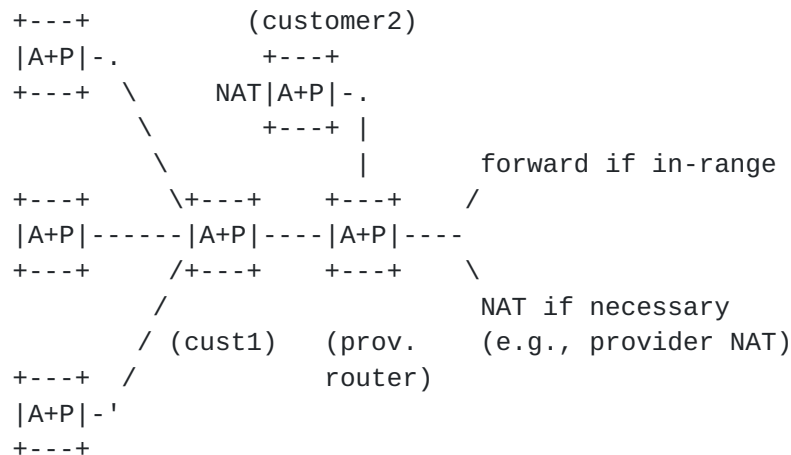 +---+          (customer2)
|A+P|-.          +---+
+---+  \     NAT|A+P|-.
        \        +---+ |
         \             |       forward if in-range
+---+     \+---+    +---+    /
|A+P|------|A+P|----|A+P|----
+---+     /+---+    +---+    \
         /                     NAT if necessary
        / (cust1)   (prov.    (e.g., provider NAT)
+---+  /            router)
|A+P|-'
+---+